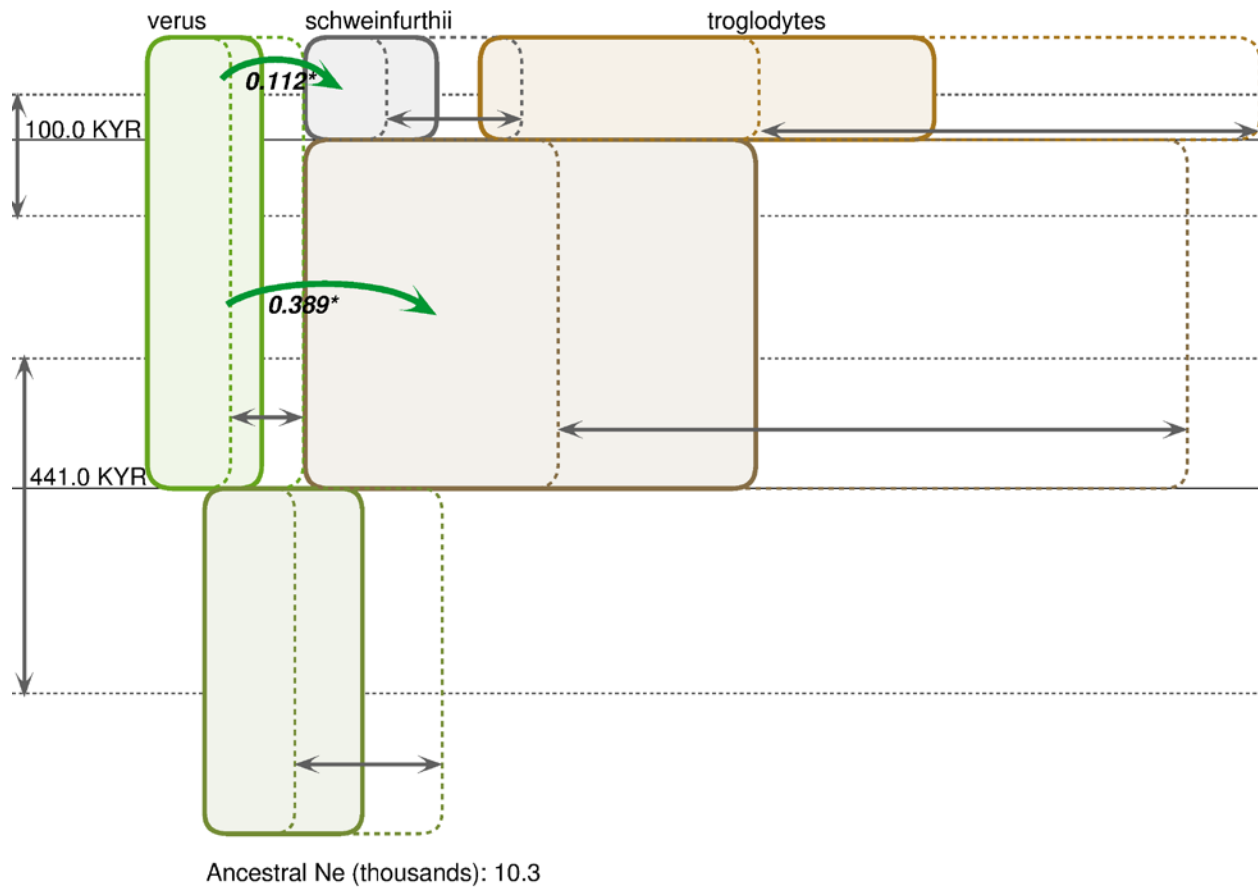 verus
schweinfurthii
troglodytes
0.112*
100.0 KYR
0.389*
441.0 KYR
Ancestral Ne (thousands): 10.3